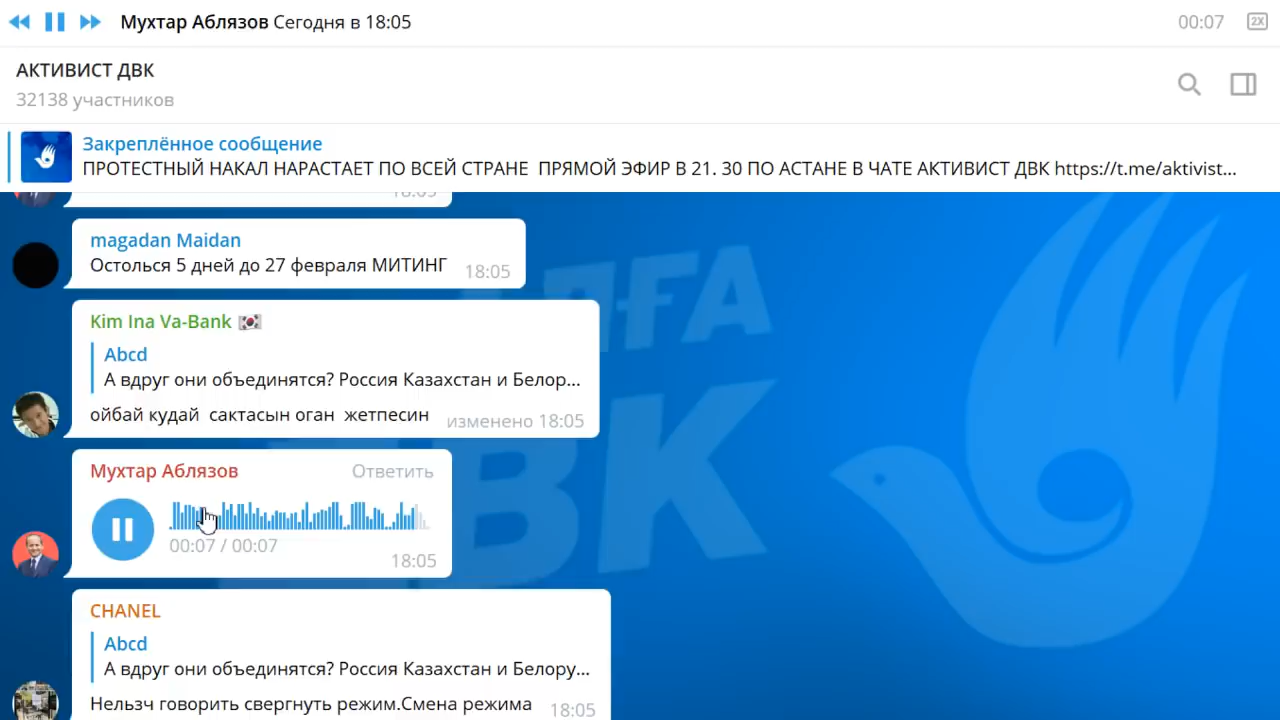 Мухтар Аблязов Сегодня в 18:05
00:07
2X
АКТИВИСТ ДВК
32138 участников
Закреплённое сообщение
ПРОТЕСТНЫЙ НАКАЛ НАРАСТАЕТ ПО ВСЕЙ СТРАНЕ ПРЯМОЙ ЭФИР В 21. 30 ПО АСТАНЕ В ЧАТЕ АКТИВИСТ ДВК https://t.me/aktivist...
magadan Maidan
Остолься 5 дней до 27 февраля МИТИНГ 18:05
Kim Ina Va-Bank
Abcd
А вдруг они объединятся? Россия Казахстан и Белор...
ойбай кудай сактасын оган жетпесин
изменено 18:05
Мухтар Аблязов
Ответить
00:07 / 00:07
18:05
CHANEL
Abcd
А вдруг они объединятся? Россия Казахстан и Белору...
Нельзч говорить свергнуть режим.Смена режима
18:05